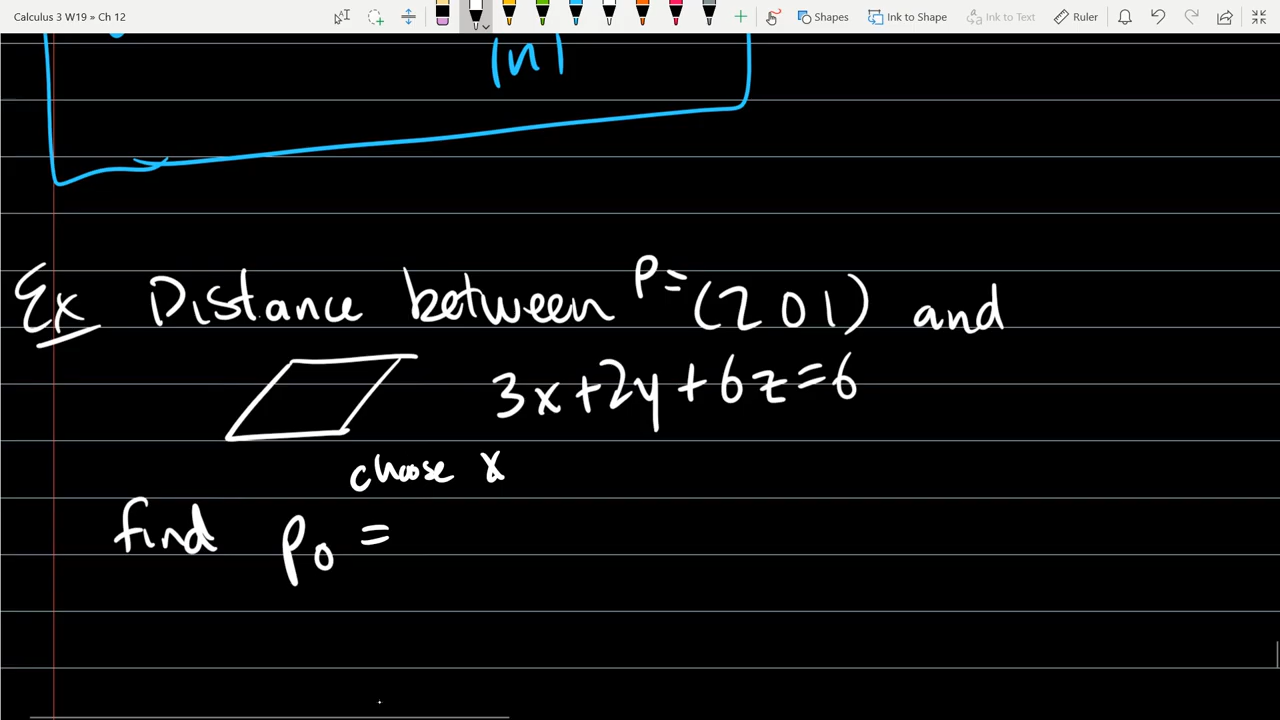 Calculus 3 W19 » Ch 12
Shapes
Ink to Shape
Ink to Text
Ruler
|n|
Ex Distance between P= (2 0 1) and
3x+2y+6z=6
choose x
find P0 =